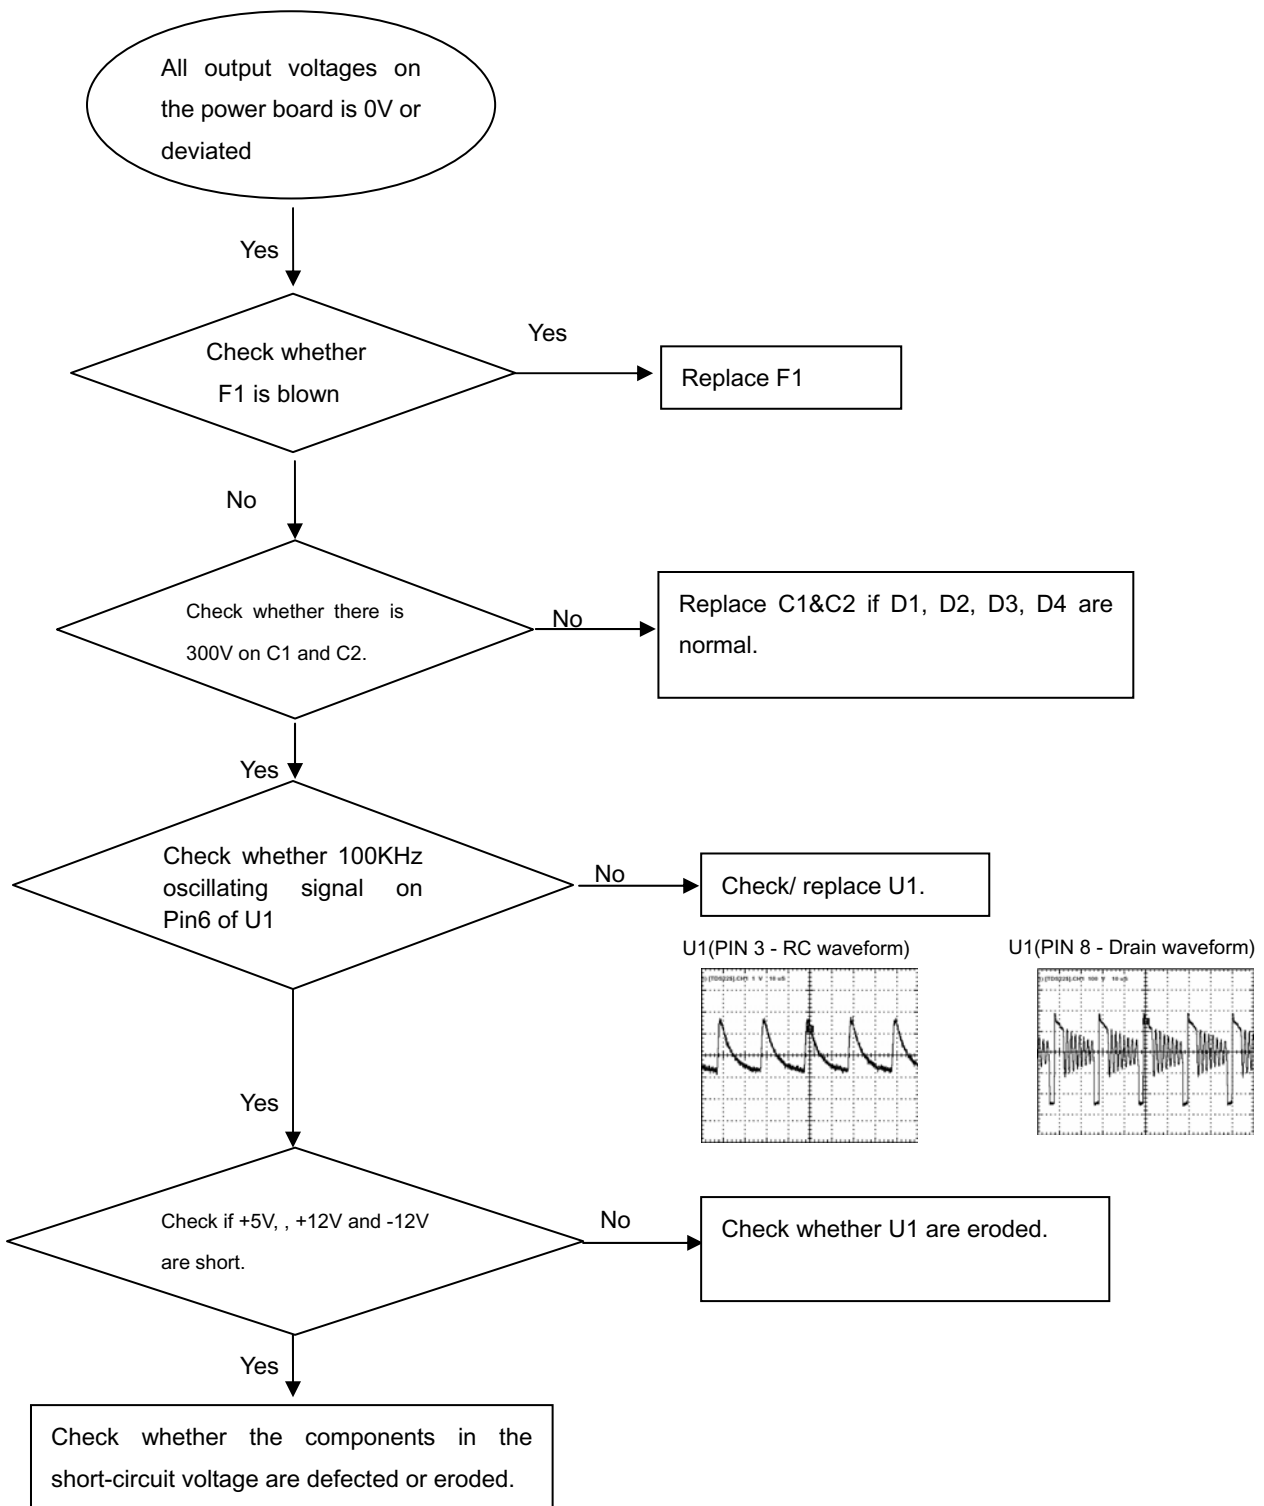 All output voltages on
the power board is 0V or
deviated
Yes
Check whether
F1 is blown
Yes
Replace F1
No
Check whether there is
300V on C1 and C2.
No
Replace C1&C2 if D1, D2, D3, D4 are
normal.
Yes
Check whether 100KHz
oscillating signal on
Pin6 of U1
No
Check/ replace U1.
U1(PIN 3 - RC waveform)
U1(PIN 8 - Drain waveform)
Yes
Check if +5V, , +12V and -12V
are short.
No
Check whether U1 are eroded.
Yes
Check whether the components in the
short-circuit voltage are defected or eroded.